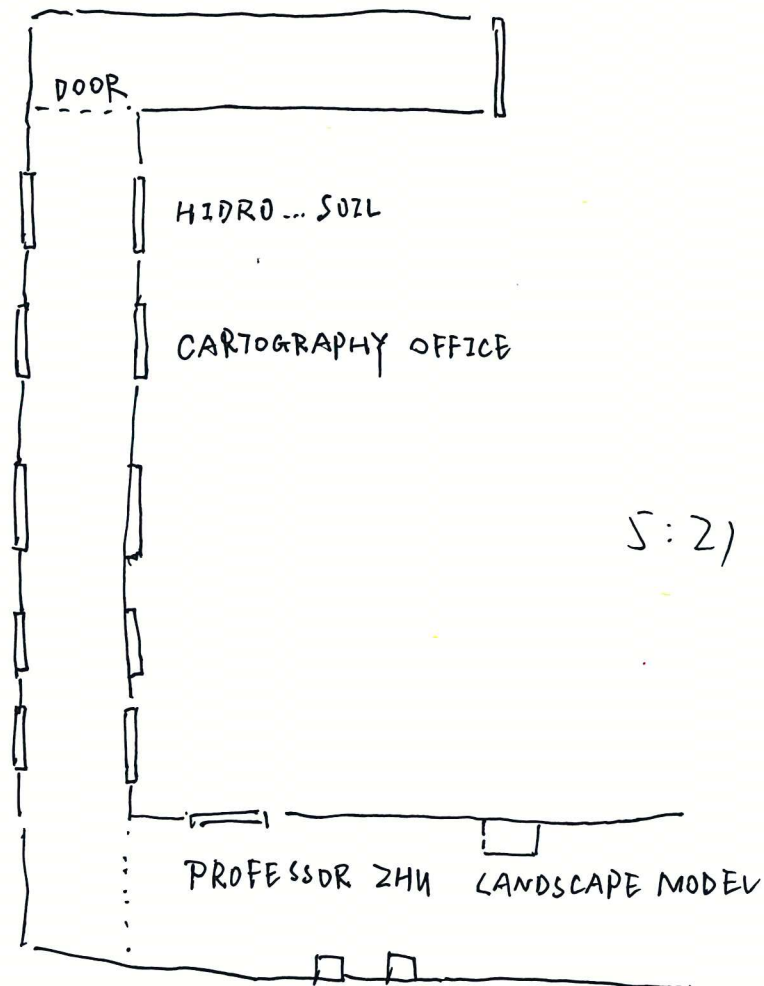 DOOR
HIDRO... SOIL
CARTOGRAPHY OFFICE
5:21
PROFESSOR ZHU LANDSCAPE MODEL